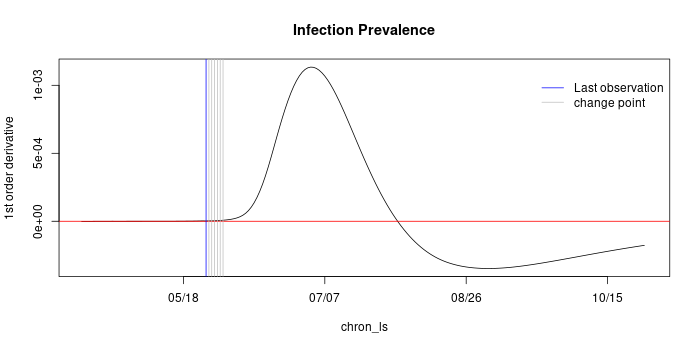 Infection Prevalence
1st order derivative
1e-03
5e-04
0e+00
Last observation
change point
05/18
07/07
08/26
10/15
chron_ls